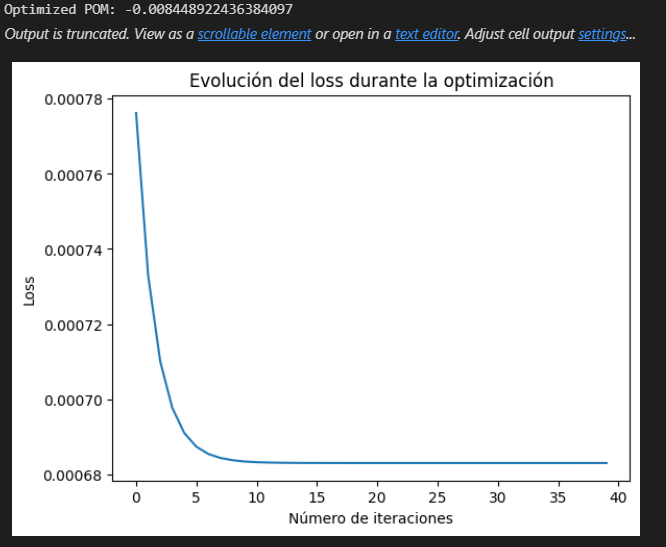 Optimized POM: -0.008448922436384097
Output is truncated. View as a scrollable element or open in a text editor. Adjust cell output settings...
Evolución del loss durante la optimización
0.00078
0.00076
0.00074
0.00072
0.00070
0.00068
Loss
0 5 10 15 20 25 30 35 40
Número de iteraciones